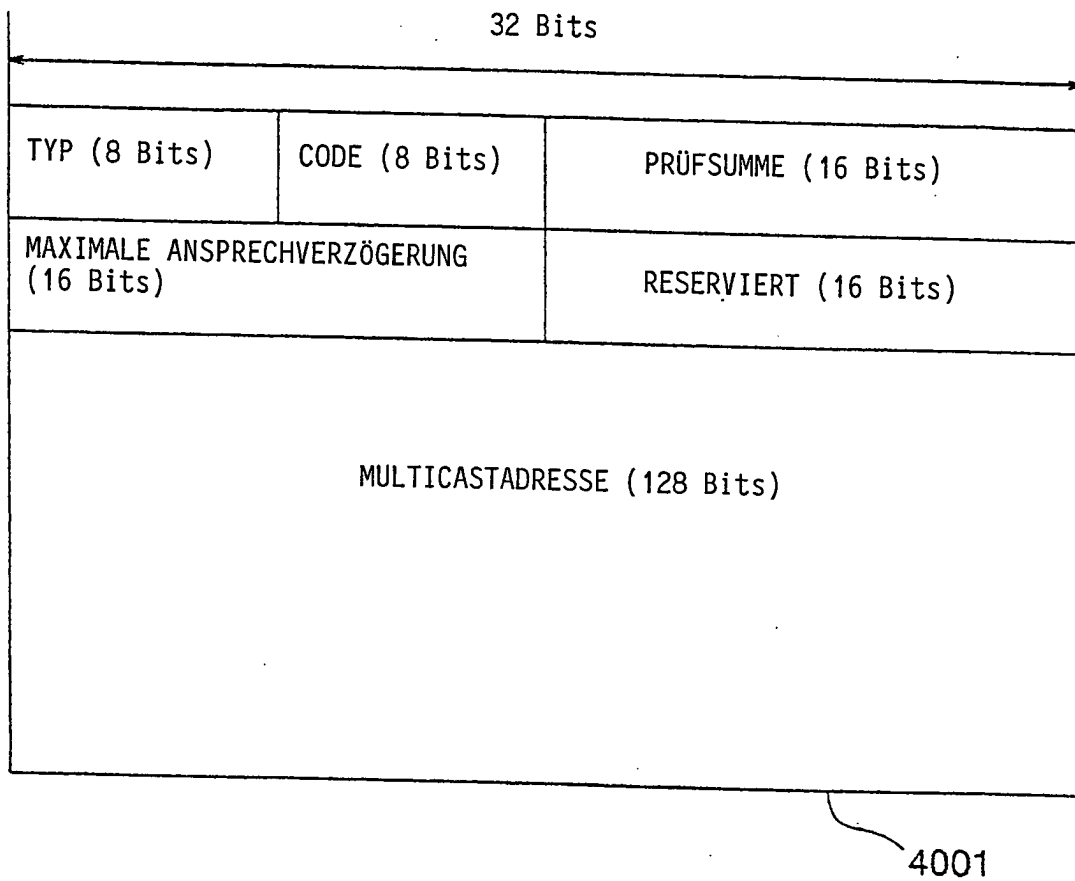 32 Bits
TYP (8 Bits)
CODE (8 Bits)
PRÜFSUMME (16 Bits)
MAXIMALE ANSPRECHVERZÖGERUNG
(16 Bits)
RESERVIERT (16 Bits)
MULTICASTADRESSE (128 Bits)
4001